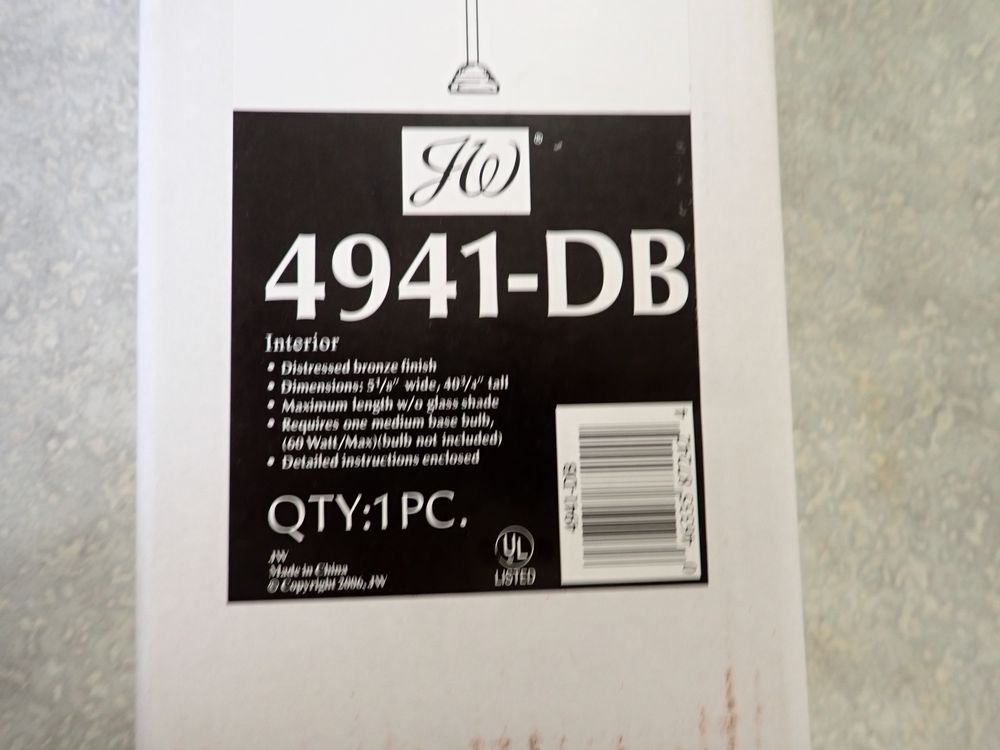 JW®
4941-DB
Interior
• Distressed bronze finish
• Dimensions: 5¹/₈" wide, 40³/₄" tall
• Maximum length w/o glass shade
• Requires one medium base bulb,
(60 Watt/Max)(bulb not included)
• Detailed instructions enclosed
QTY:1PC.
JW
Made in China
© Copyright 2006, JW
UL
LISTED
4941-DB